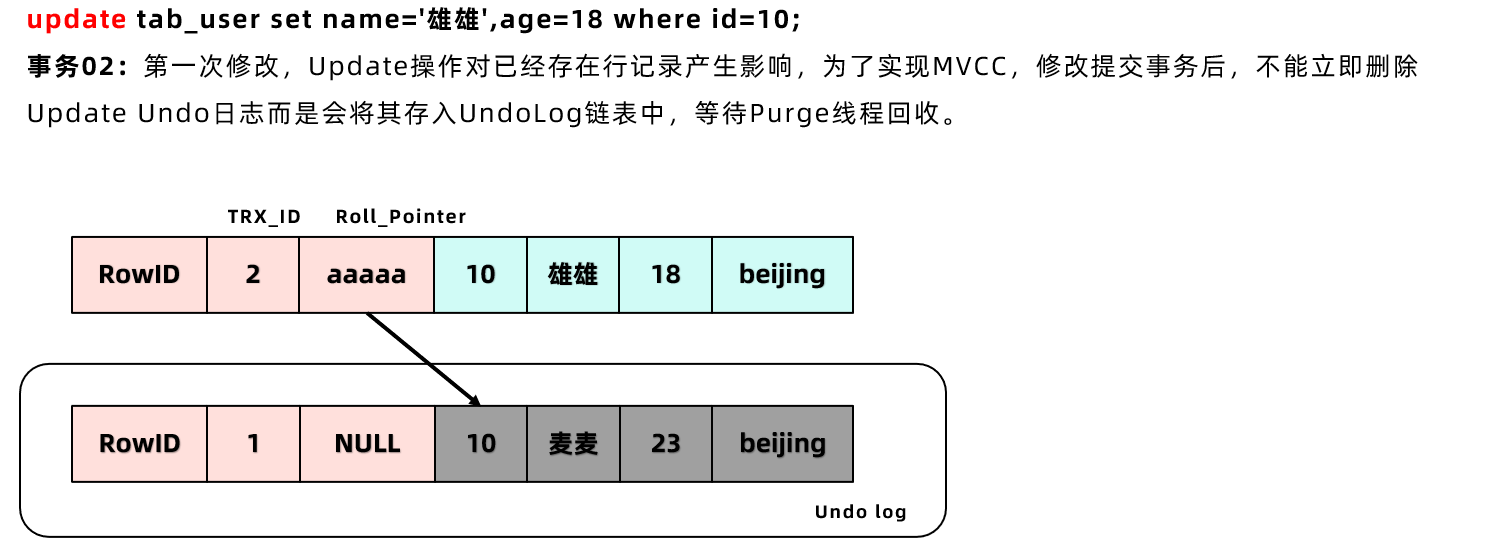 update tab_user set name='雄雄',age=18 where id=10;
事务02：第一次修改，Update操作对已经存在行记录产生影响，为了实现MVCC，修改提交事务后，不能立即删除
Update Undo日志而是会将其存入UndoLog链表中，等待Purge线程回收。
TRX_ID Roll_Pointer
RowID 2 aaaaa 10 雄雄 18 beijing
RowID 1 NULL 10 麦麦 23 beijing
Undo log